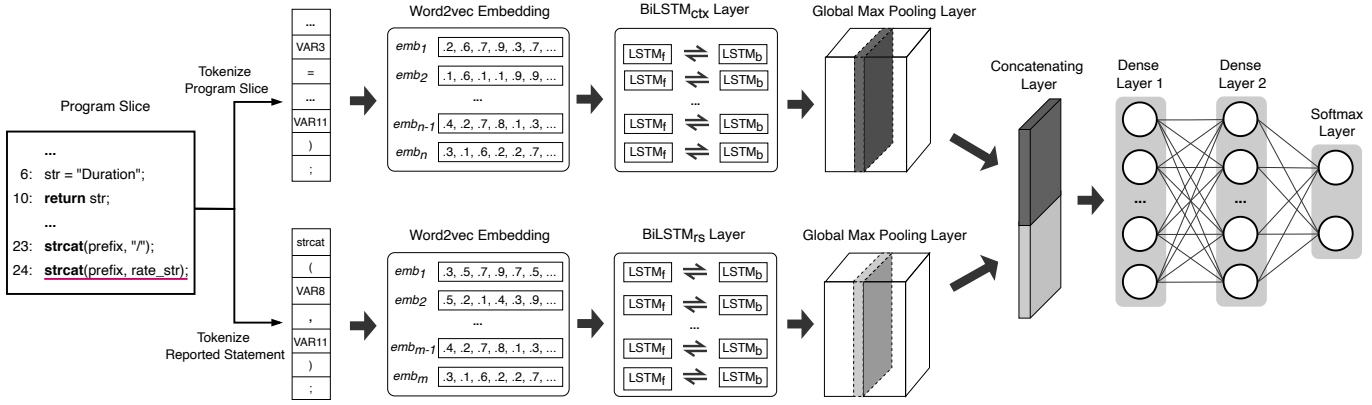 Program Slice
...
6: str = "Duration";
10: return str;
...
23: strcat(prefix, "/");
24: strcat(prefix, rate_str);
Tokenize
Program Slice
...
VAR3
=
...
VAR11
)
;
Word2vec Embedding
emb1 .2, .6, .7, .9, .3, .7, ...
emb2 .1, .6, .1, .1, .9, .9, ...
...
embn-1 .4, .2, .7, .8, .1, .3, ...
embn .3, .1, .6, .2, .2, .7, ...
BiLSTMctx Layer
LSTMf ⇌ LSTMb
LSTMf ⇌ LSTMb
...
LSTMf ⇌ LSTMb
LSTMf ⇌ LSTMb
Global Max Pooling Layer
Tokenize
Reported Statement
strcat
(
VAR8
,
VAR11
)
;
Word2vec Embedding
emb1 .3, .5, .7, .9, .7, .5, ...
emb2 .5, .2, .1, .4, .3, .9, ...
...
embm-1 .4, .2, .7, .8, .1, .3, ...
embm .3, .1, .6, .2, .2, .7, ...
BiLSTMrs Layer
LSTMf ⇌ LSTMb
LSTMf ⇌ LSTMb
...
LSTMf ⇌ LSTMb
LSTMf ⇌ LSTMb
Global Max Pooling Layer
Concatenating
Layer
Dense
Layer 1
...
Dense
Layer 2
...
Softmax
Layer